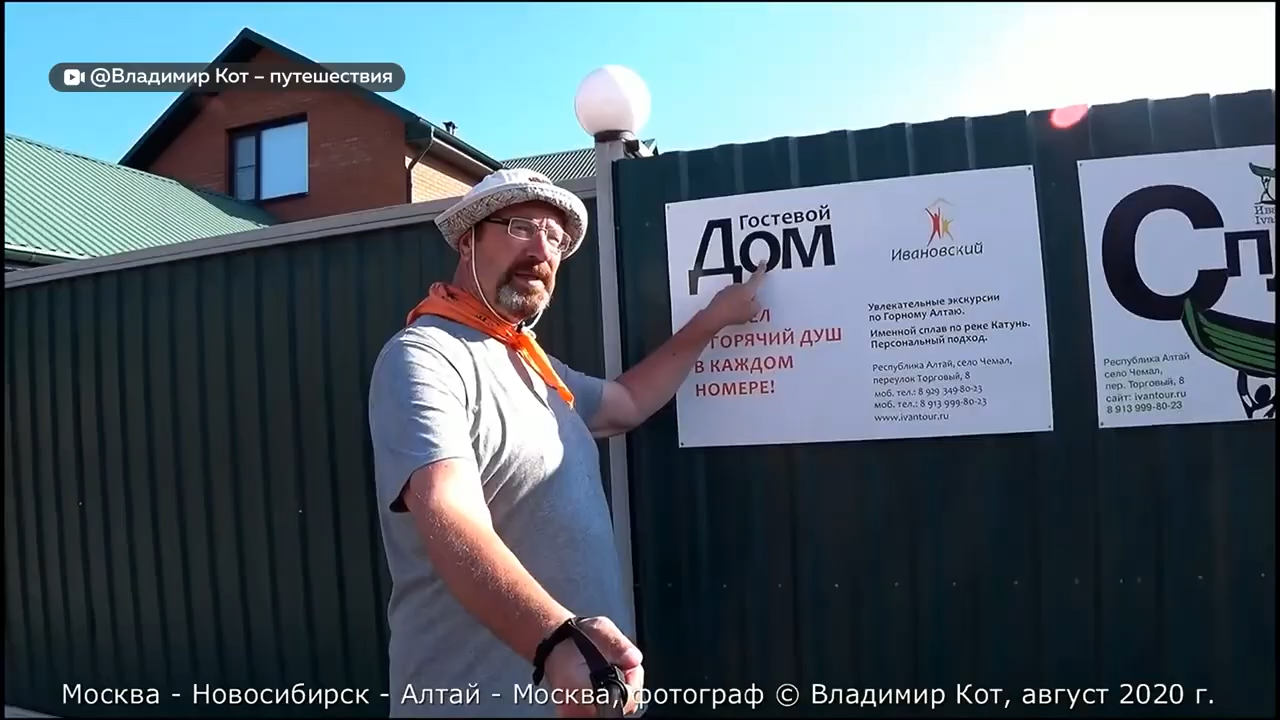 @Владимир Кот – путешествия
Гостевой
Дом
Ивановский
ГОРЯЧИЙ ДУШ
В КАЖДОМ
НОМЕРЕ!
Увлекательные экскурсии
по Горному Алтаю.
Именной сплав по реке Катунь.
Персональный подход.
Республика Алтай, село Чемал,
переулок Торговый, 8
моб. тел.: 8 929 349-80-23
моб. тел.: 8 913 999-80-23
www.ivantour.ru
Республика Алтай
село Чемал,
пер. Торговый, 8
сайт: ivantour.ru
8 913 999-80-23
Москва - Новосибирск - Алтай - Москва, фотограф © Владимир Кот, август 2020 г.